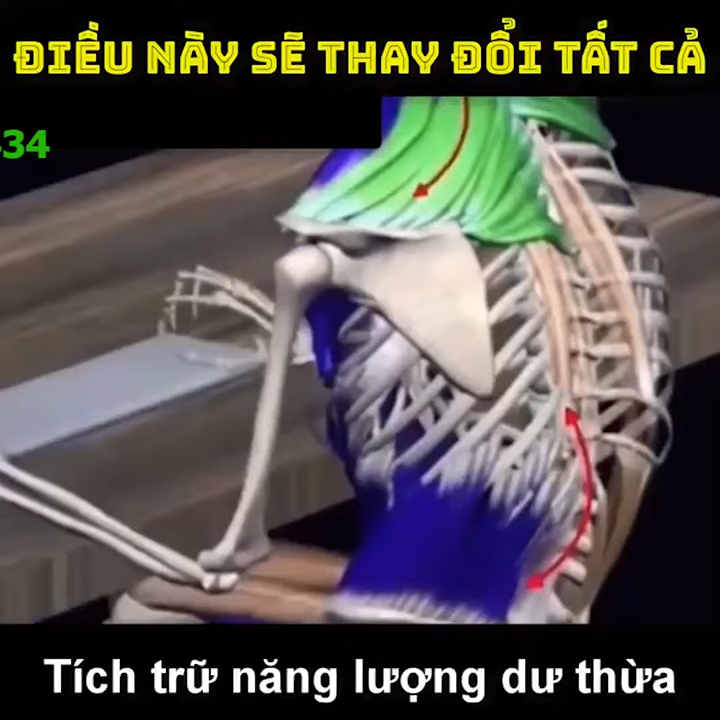 ĐIỀU NÀY SẼ THAY ĐỔI TẤT CẢ
34
Tích trữ năng lượng dư thừa